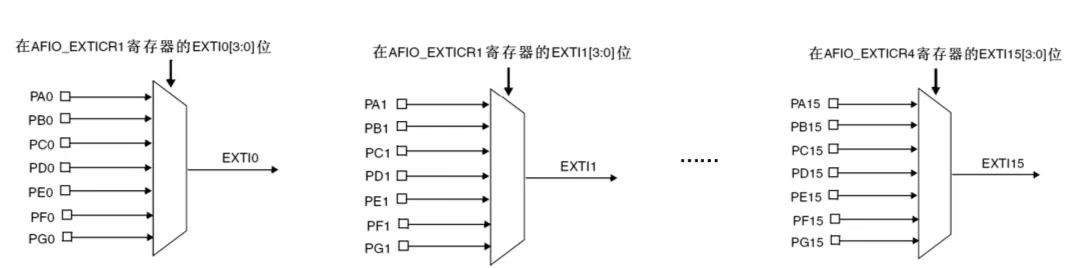 在AFIO_EXTICR1寄存器的EXTI0[3:0]位
PA0
PB0
PC0
PD0
PE0
PF0
PG0
EXTI0
在AFIO_EXTICR1寄存器的EXTI1[3:0]位
PA1
PB1
PC1
PD1
PE1
PF1
PG1
EXTI1
……
在AFIO_EXTICR4寄存器的EXTI15[3:0]位
PA15
PB15
PC15
PD15
PE15
PF15
PG15
EXTI15